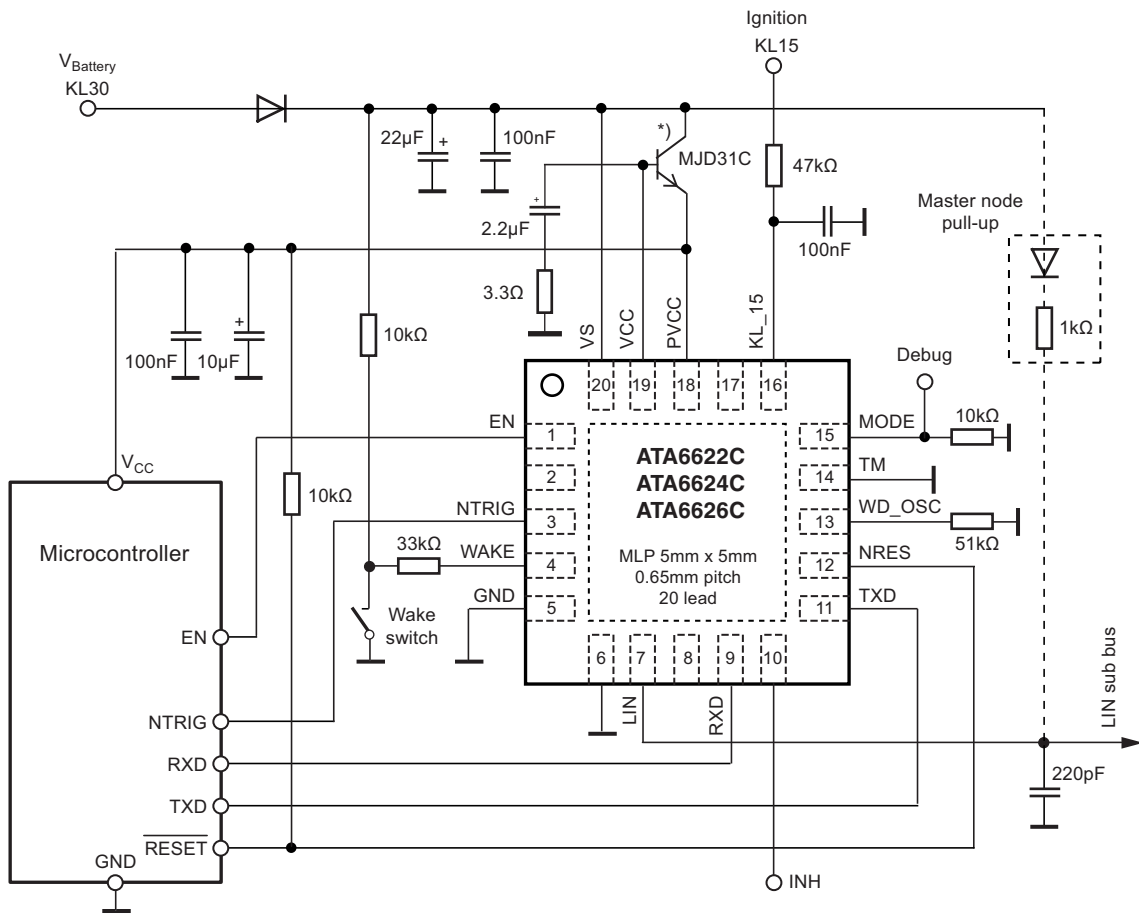 Ignition
KL15
VBattery
KL30
22µF
+
100nF
*)
MJD31C
47kΩ
Master node
pull-up
+
2.2µF
100nF
3.3Ω
1kΩ
100nF
+
10µF
10kΩ
VS
VCC
PVCC
KL_15
Debug
20
19
18
17
16
EN
1
2
NTRIG
3
WAKE
4
GND
5
ATA6622C
ATA6624C
ATA6626C
MLP 5mm x 5mm
0.65mm pitch
20 lead
15
MODE
10kΩ
14
TM
13
WD_OSC
51kΩ
12
NRES
11
TXD
VCC
10kΩ
33kΩ
Microcontroller
Wake
switch
EN
6
7
8
9
10
LIN
RXD
LIN sub bus
NTRIG
RXD
220pF
TXD
RESET
GND
INH